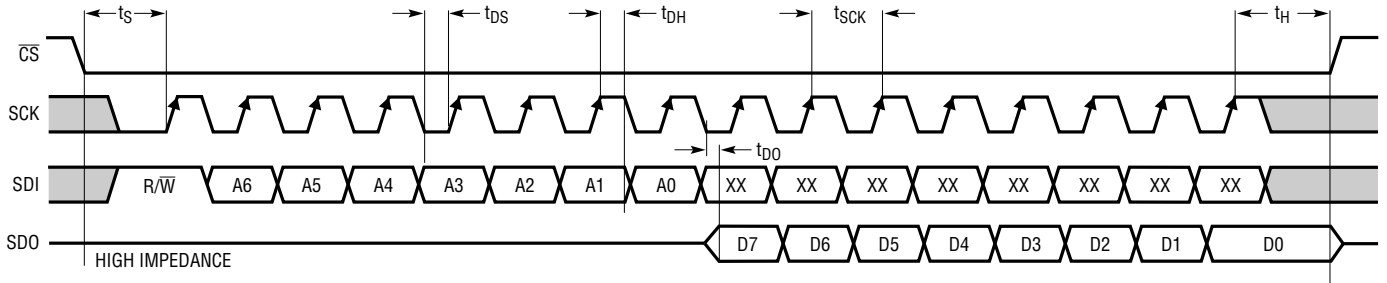 tS tDS tDH tSCK tH
CS
SCK
tDO
SDI R/W A6 A5 A4 A3 A2 A1 A0 XX XX XX XX XX XX XX XX
SDO D7 D6 D5 D4 D3 D2 D1 D0
HIGH IMPEDANCE